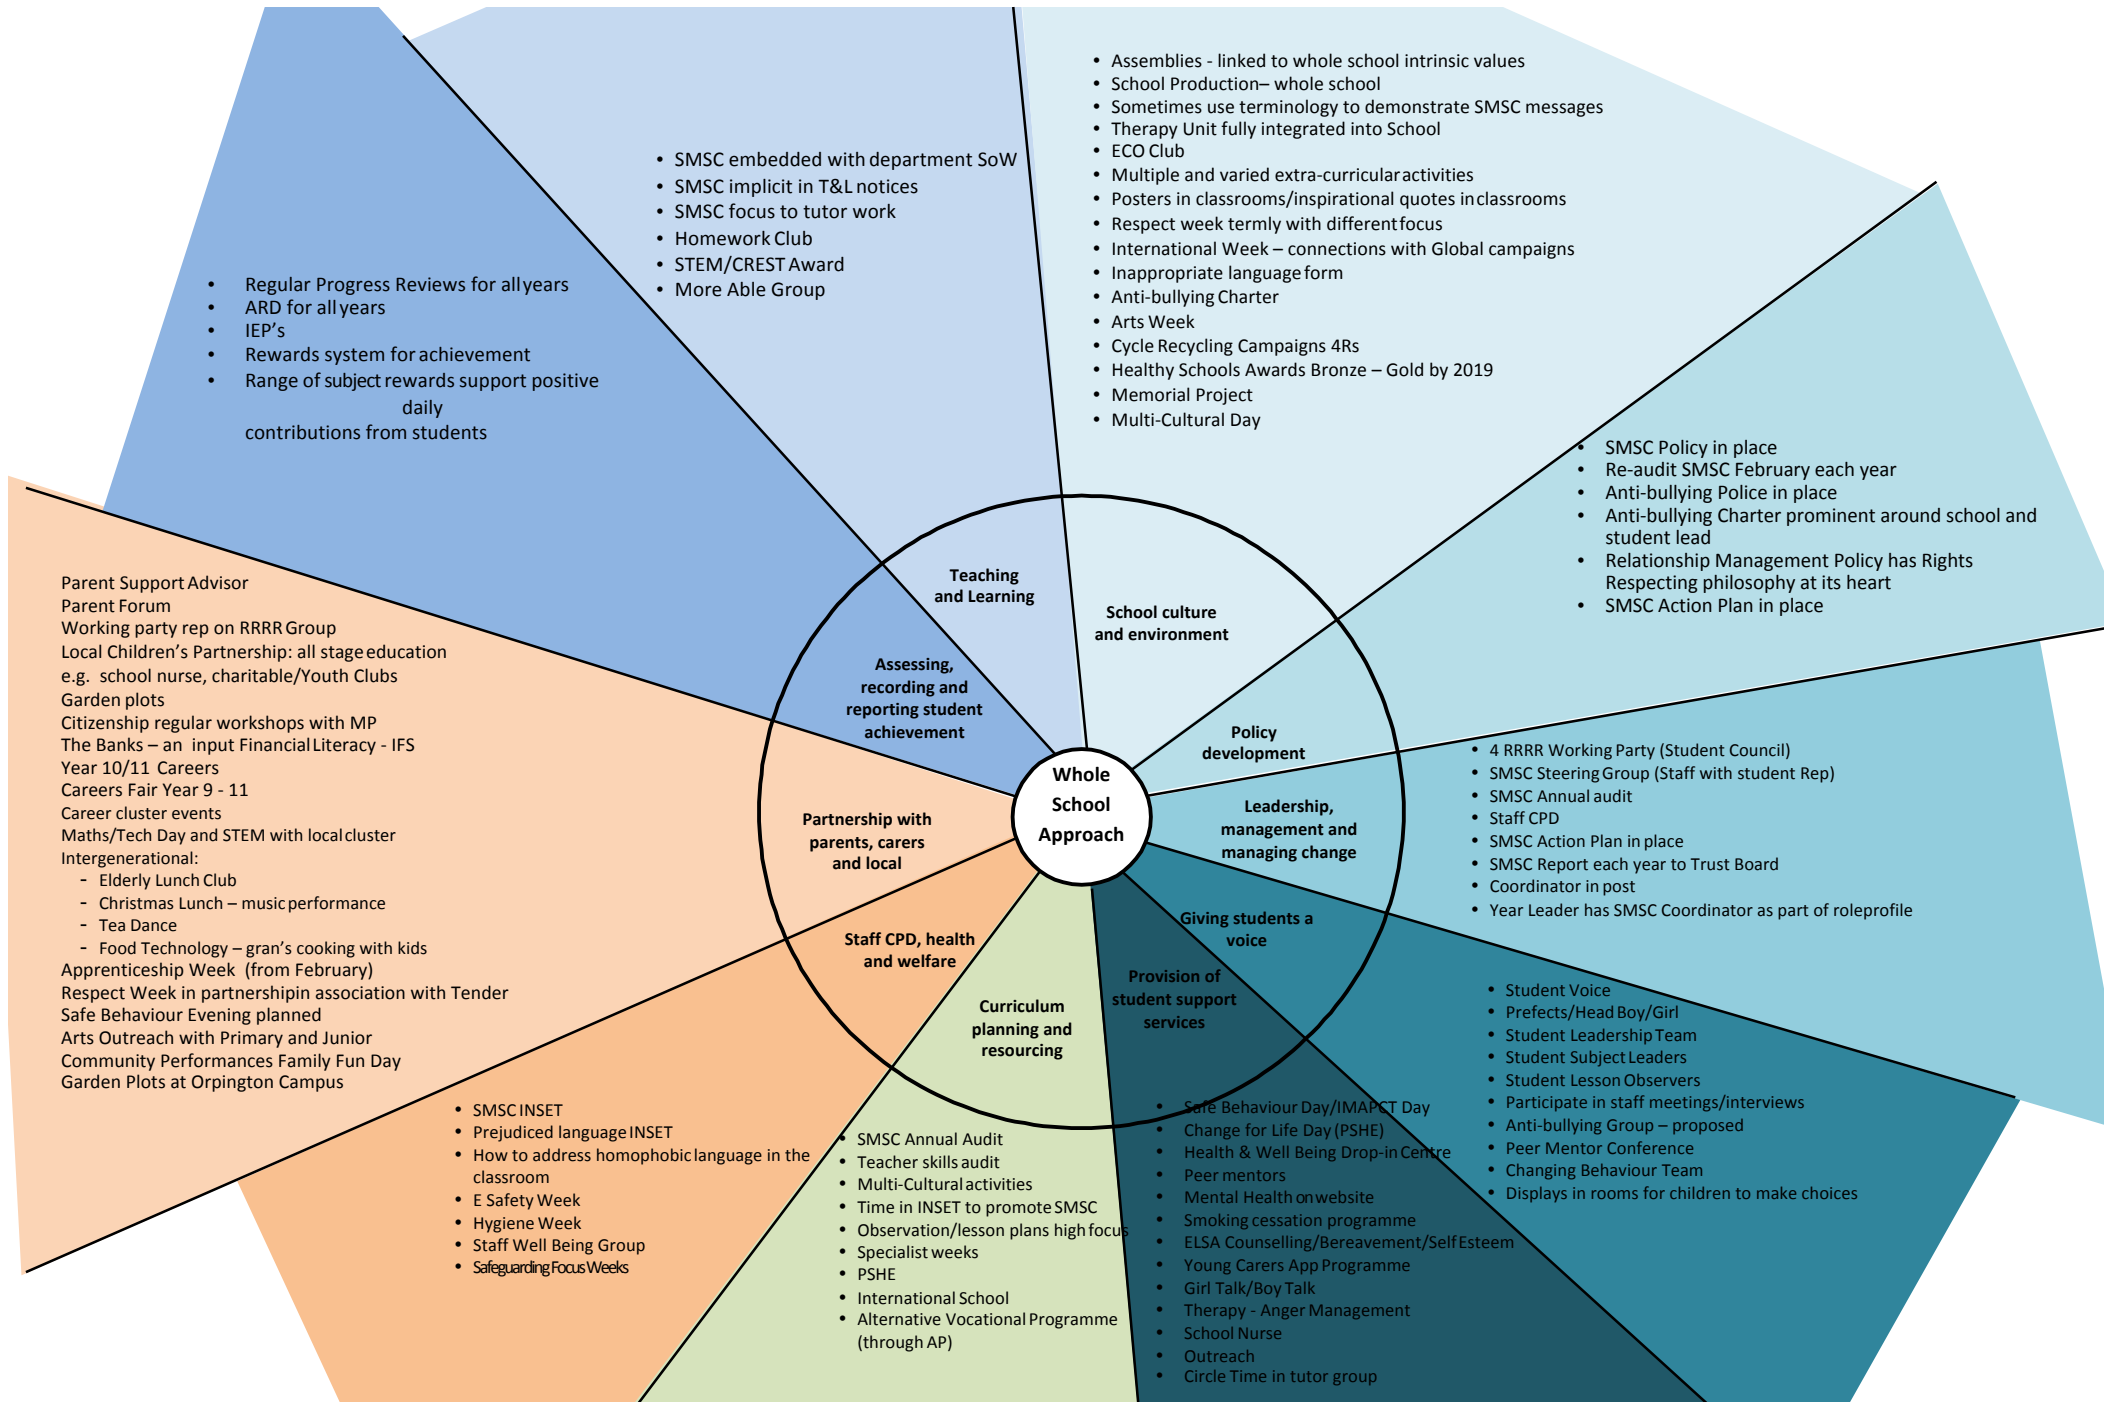 • Assemblies - linked to whole school intrinsic values
• School Production– whole school
• Sometimes use terminology to demonstrate SMSC messages
• Therapy Unit fully integrated into School
• ECO Club
• Multiple and varied extra-curricular activities
• Posters in classrooms/inspirational quotes in classrooms
• Respect week termly with different focus
• International Week – connections with Global campaigns
• Inappropriate language form
• Anti-bullying Charter
• Arts Week
• Cycle Recycling Campaigns 4Rs
• Healthy Schools Awards Bronze – Gold by 2019
• Memorial Project
• Multi-Cultural Day
• SMSC embedded with department SoW
• SMSC implicit in T&L notices
• SMSC focus to tutor work
• Homework Club
• STEM/CREST Award
• More Able Group
• Regular Progress Reviews for all years
• ARD for all years
• IEP’s
• Rewards system for achievement
• Range of subject rewards support positive
daily
contributions from students
• SMSC Policy in place
• Re-audit SMSC February each year
• Anti-bullying Police in place
• Anti-bullying Charter prominent around school and
student lead
• Relationship Management Policy has Rights
Respecting philosophy at its heart
• SMSC Action Plan in place
Teaching
and Learning
School culture
and environment
Assessing,
recording and
reporting student
achievement
Policy
development
Whole
School
Approach
Partnership with
parents, carers
and local
Leadership,
management and
managing change
Staff CPD, health
and welfare
Giving students a
voice
Curriculum
planning and
resourcing
Provision of
student support
services
Parent Support Advisor
Parent Forum
Working party rep on RRRR Group
Local Children’s Partnership: all stage education
e.g. school nurse, charitable/Youth Clubs
Garden plots
Citizenship regular workshops with MP
The Banks – an input Financial Literacy - IFS
Year 10/11 Careers
Careers Fair Year 9 - 11
Career cluster events
Maths/Tech Day and STEM with local cluster
Intergenerational:
- Elderly Lunch Club
- Christmas Lunch – music performance
- Tea Dance
- Food Technology – gran’s cooking with kids
Apprenticeship Week (from February)
Respect Week in partnershipin association with Tender
Safe Behaviour Evening planned
Arts Outreach with Primary and Junior
Community Performances Family Fun Day
Garden Plots at Orpington Campus
• 4 RRRR Working Party (Student Council)
• SMSC Steering Group (Staff with student Rep)
• SMSC Annual audit
• Staff CPD
• SMSC Action Plan in place
• SMSC Report each year to Trust Board
• Coordinator in post
• Year Leader has SMSC Coordinator as part of roleprofile
• Student Voice
• Prefects/Head Boy/Girl
• Student Leadership Team
• Student Subject Leaders
• Student Lesson Observers
• Participate in staff meetings/interviews
• Anti-bullying Group – proposed
• Peer Mentor Conference
• Changing Behaviour Team
• Displays in rooms for children to make choices
• SMSC INSET
• Prejudiced language INSET
• How to address homophobic language in the
classroom
• E Safety Week
• Hygiene Week
• Staff Well Being Group
• Safeguarding Focus Weeks
• SMSC Annual Audit
• Teacher skills audit
• Multi-Cultural activities
• Time in INSET to promote SMSC
• Observation/lesson plans high focus
• Specialist weeks
• PSHE
• International School
• Alternative Vocational Programme
(through AP)
• Safe Behaviour Day/IMAPCT Day
• Change for Life Day (PSHE)
• Health & Well Being Drop-in Centre
• Peer mentors
• Mental Health on website
• Smoking cessation programme
• ELSA Counselling/Bereavement/Self Esteem
• Young Carers App Programme
• Girl Talk/Boy Talk
• Therapy - Anger Management
• School Nurse
• Outreach
• Circle Time in tutor group